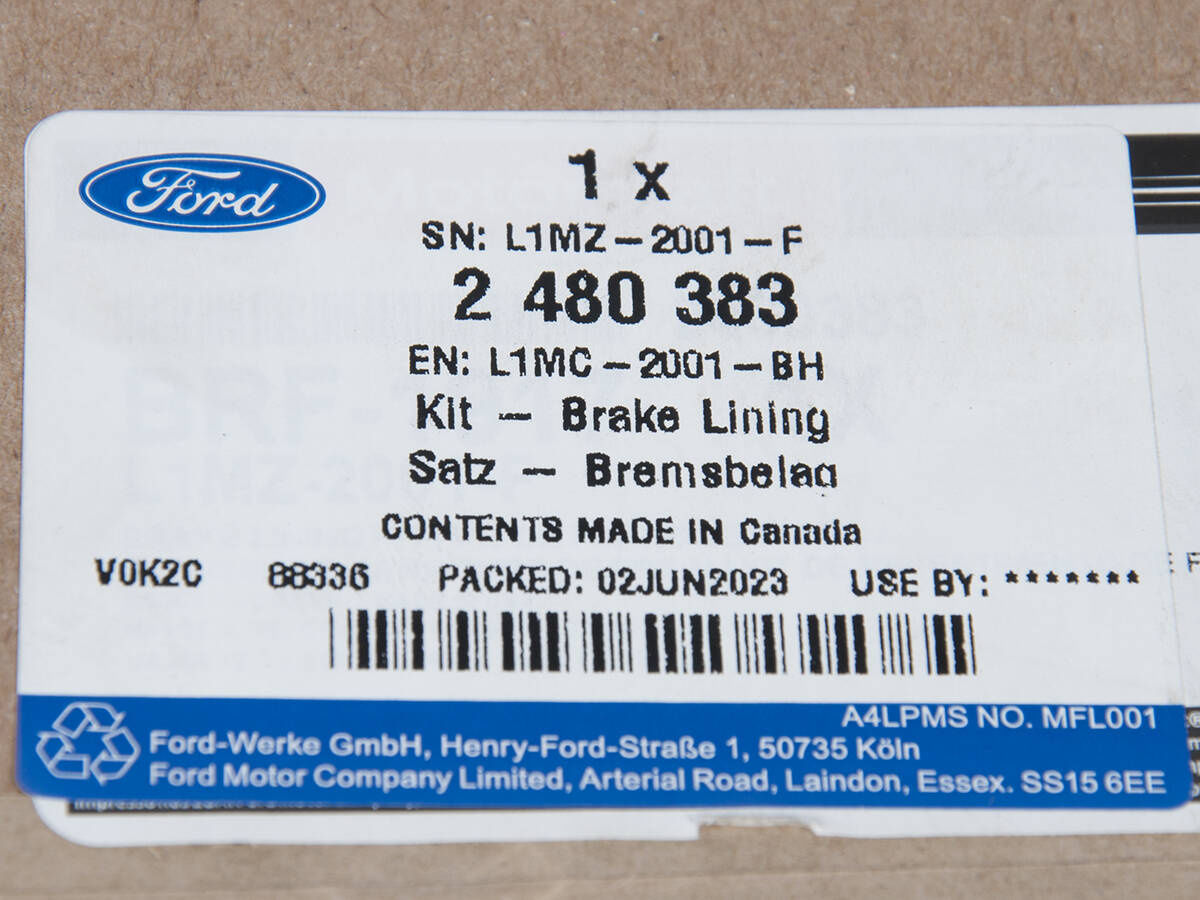 Ford
1 x
SN: L1MZ-2001-F
2 480 383
EN: L1MC-2001-BH
Kit - Brake Lining
Satz - Bremsbelag
CONTENTS MADE IN Canada
V0K2C 88336 PACKED: 02JUN2023 USE BY: *******
A4LPMS NO. MFL001
Ford-Werke GmbH, Henry-Ford-Straße 1, 50735 Köln
Ford Motor Company Limited, Arterial Road, Laindon, Essex. SS15 6EE